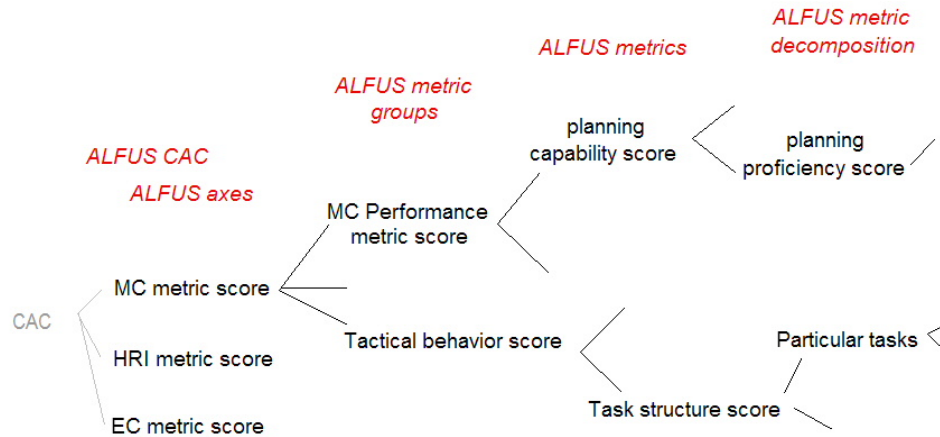 ALFUS metric
decomposition
ALFUS metrics
ALFUS metric
groups
planning
capability score
planning
proficiency score
ALFUS CAC
ALFUS axes
MC Performance
metric score
MC metric score
CAC
Tactical behavior score
Particular tasks
HRI metric score
Task structure score
EC metric score